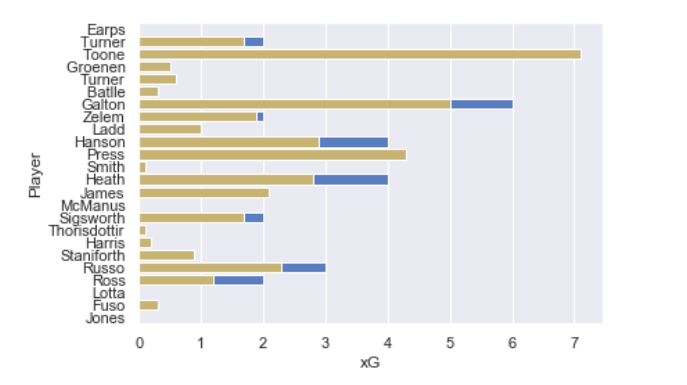 Earps
Turner
Toone
Groenen
Turner
Batlle
Galton
Zelem
Ladd
Hanson
Press
Smith
Heath
James
McManus
Sigsworth
Thorisdottir
Harris
Staniforth
Russo
Ross
Lotta
Fuso
Jones
Player
0 1 2 3 4 5 6 7
xG